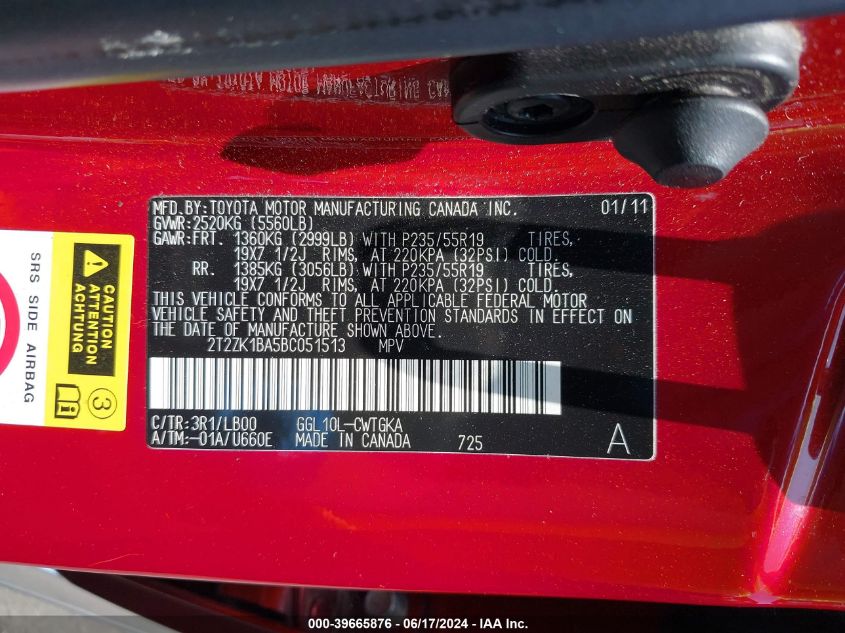 MFD.BY:TOYOTA MOTOR MANUFACTURING CANADA INC. 01/11
GVWR:2520KG (5560LB)
GAWR:FRT. 1360KG (2999LB) WITH P235/55R19 TIRES,
19X7 1/2J RIMS, AT 220KPA (32PSI) COLD.
RR. 1385KG (3056LB) WITH P235/55R19 TIRES,
19X7 1/2J RIMS, AT 220KPA (32PSI) COLD.
THIS VEHICLE CONFORMS TO ALL APPLICABLE FEDERAL MOTOR
VEHICLE SAFETY AND THEFT PREVENTION STANDARDS IN EFFECT ON
THE DATE OF MANUFACTURE SHOWN ABOVE.
2T2ZK1BA5BC051513 MPV
C/TR:3R1/LB00 GGL10L-CWTGKA
A/TM:-01A/U660E MADE IN CANADA 725 A
SRS SIDE AIRBAG
CAUTION
ATTENTION
ACHTUNG
3
000-39665876 - 06/17/2024 - IAA Inc.